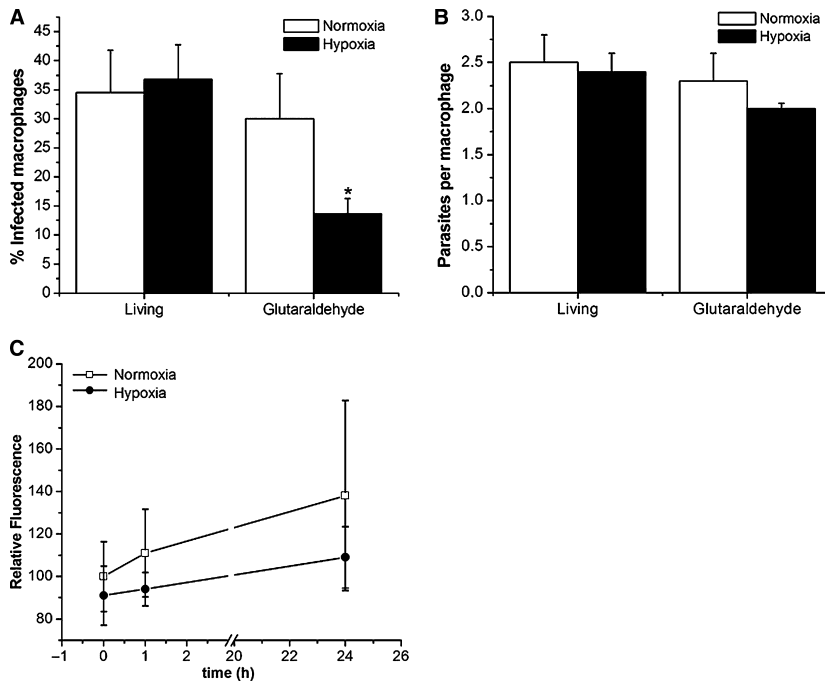 A
% Infected macrophages
45
40
35
30
25
20
15
10
5
0
Normoxia
Hypoxia
*
Living
Glutaraldehyde
B
Parasites per macrophage
3.0
2.5
2.0
1.5
1.0
0.5
0.0
Normoxia
Hypoxia
Living
Glutaraldehyde
C
Relative Fluorescence
200
180
160
140
120
100
80
Normoxia
Hypoxia
−1 0 1 2 20 22 24 26
time (h)